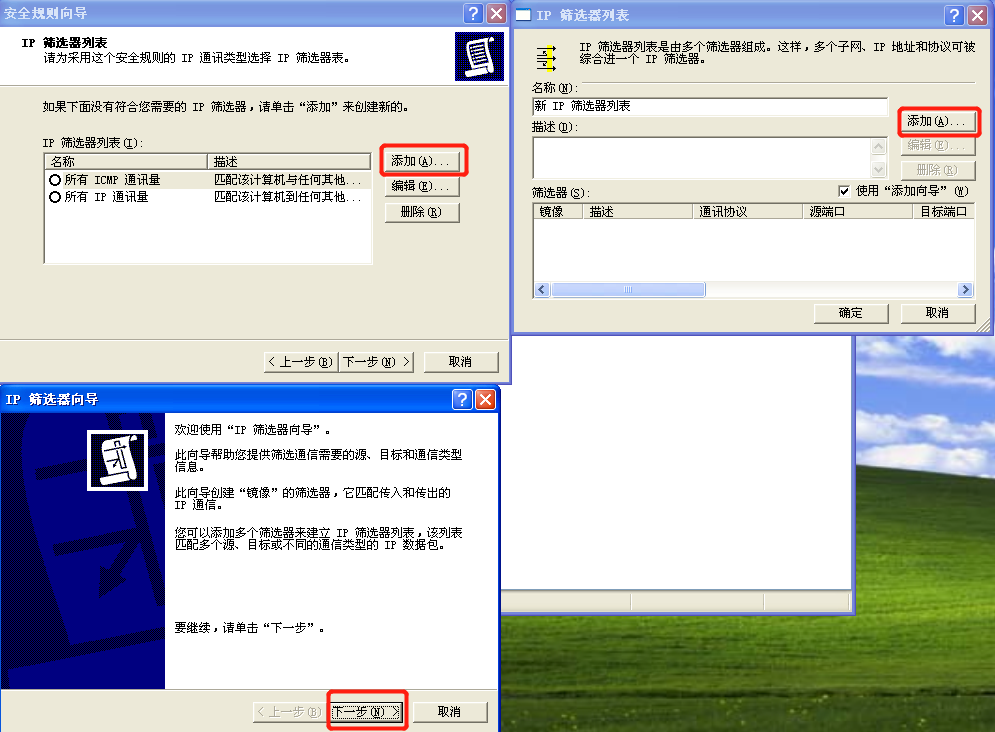 安全规则向导
IP 筛选器列表
请为采用这个安全规则的 IP 通讯类型选择 IP 筛选器表。
如果下面没有符合您需要的 IP 筛选器，请单击“添加”来创建新的。
IP 筛选器列表(I):
名称 描述
所有 ICMP 通讯量 匹配该计算机与任何其他...
所有 IP 通讯量 匹配该计算机到任何其他...
添加(A)...
编辑(E)...
删除(R)
< 上一步(B) 下一步(N) > 取消
IP 筛选器列表
IP 筛选器列表是由多个筛选器组成。这样，多个子网、IP 地址和协议可被
综合进一个 IP 筛选器。
名称(N):
新 IP 筛选器列表
描述(D):
添加(A)...
编辑(E)...
删除(R)
筛选器(S):
使用“添加向导”(W)
镜像 描述 通讯协议 源端口 目标端口
确定 取消
IP 筛选器向导
欢迎使用“IP 筛选器向导”。
此向导帮助您提供筛选通信需要的源、目标和通信类型
信息。
此向导创建“镜像”的筛选器，它匹配传入和传出的
IP 通信。
您可以添加多个筛选器来建立 IP 筛选器列表，该列表
匹配多个源、目标或不同的通信类型的 IP 数据包。
要继续，请单击“下一步”。
< 上一步(B) 下一步(N) > 取消